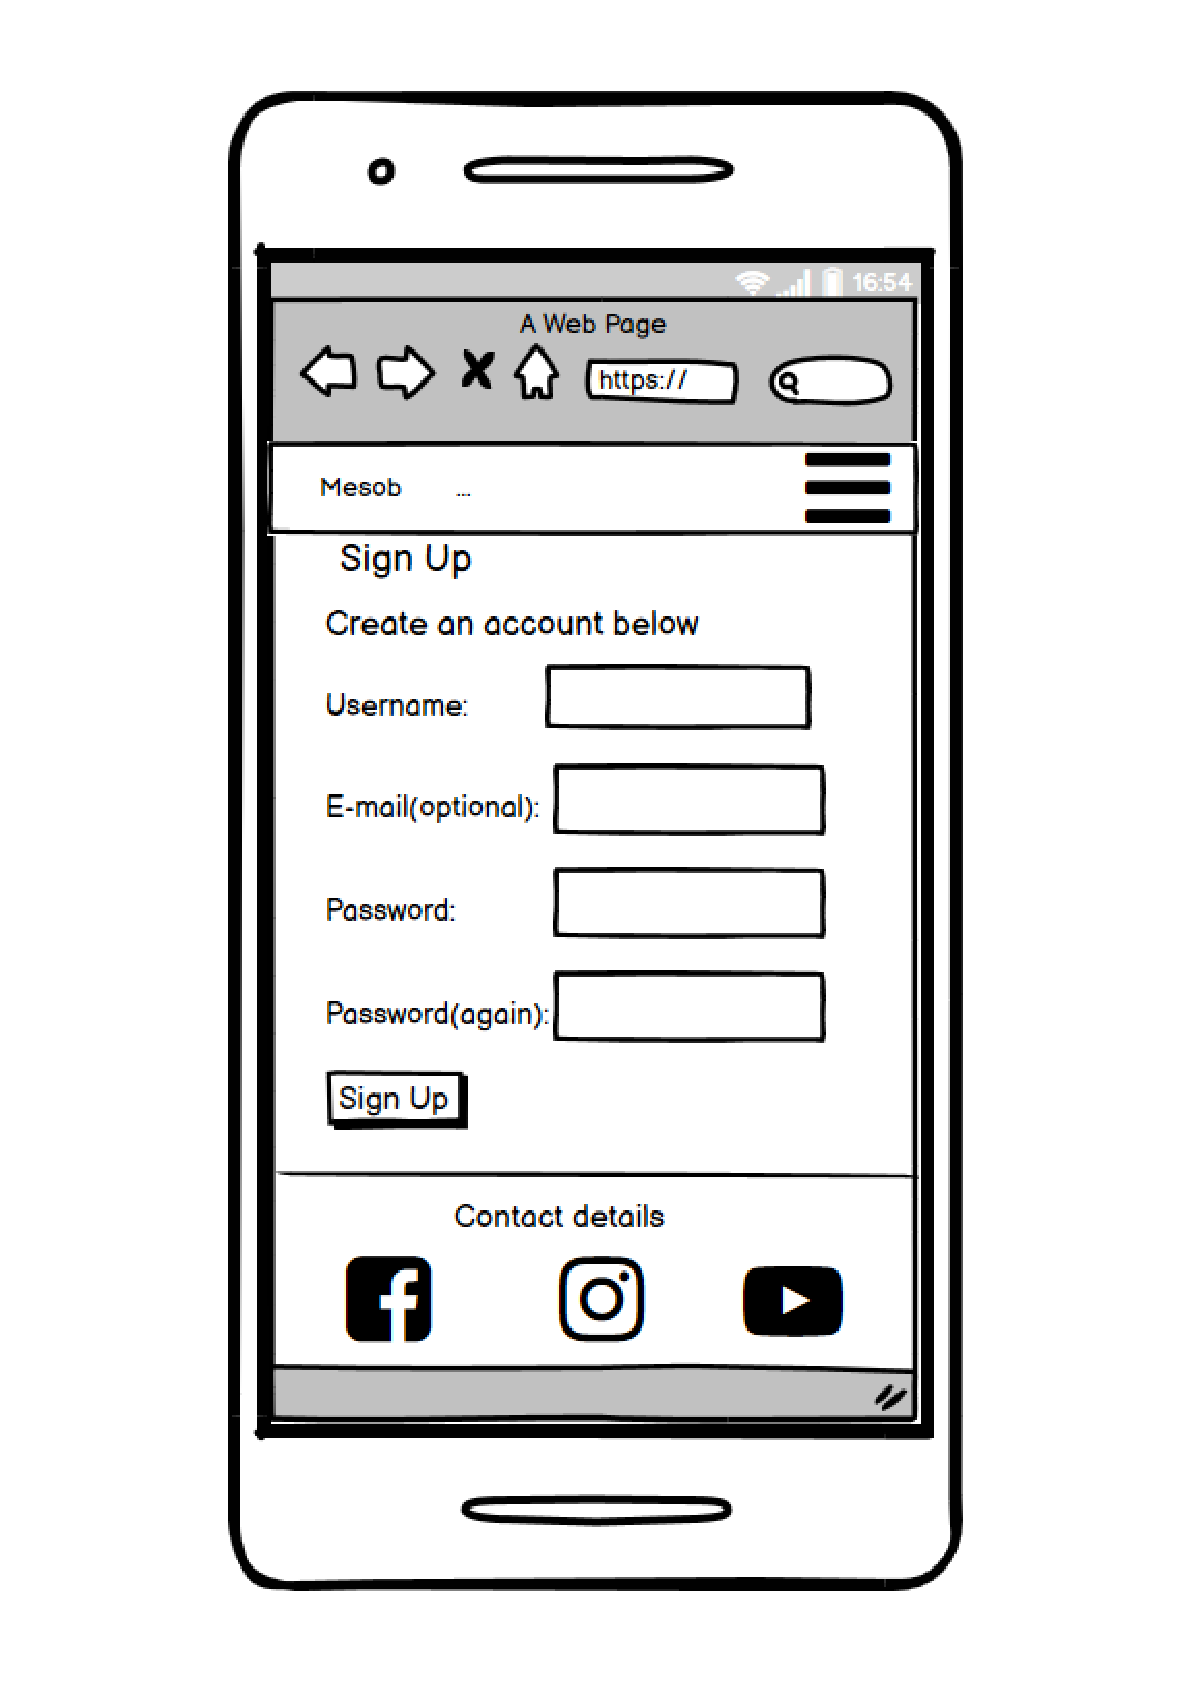 16:54
A Web Page
https://
Mesob ...
Sign Up
Create an account below
Username:
E-mail(optional):
Password:
Password(again):
Sign Up
Contact details